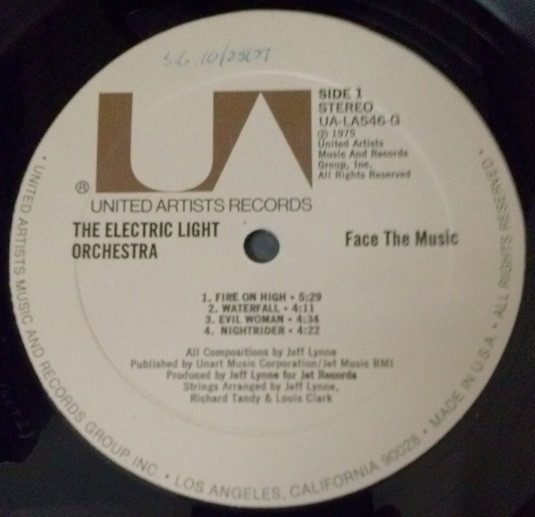 SIDE 1
STEREO
UA-LA546-G
℗ 1975
United Artists
Music And Records
Group, Inc.
All Rights Reserved
UA
®
UNITED ARTISTS RECORDS
THE ELECTRIC LIGHT
ORCHESTRA
Face The Music
1. FIRE ON HIGH • 5:29
2. WATERFALL • 4:11
3. EVIL WOMAN • 4:34
4. NIGHTRIDER • 4:22
All Compositions by Jeff Lynne
Published by Unart Music Corporation/Jet Music BMI
Produced by Jeff Lynne for Jet Records
Strings Arranged by Jeff Lynne,
Richard Tandy & Louis Clark
• UNITED ARTISTS MUSIC AND RECORDS GROUP, INC. • LOS ANGELES, CALIFORNIA 90028 • MADE IN U.S.A. • ALL RIGHTS RESERVED •